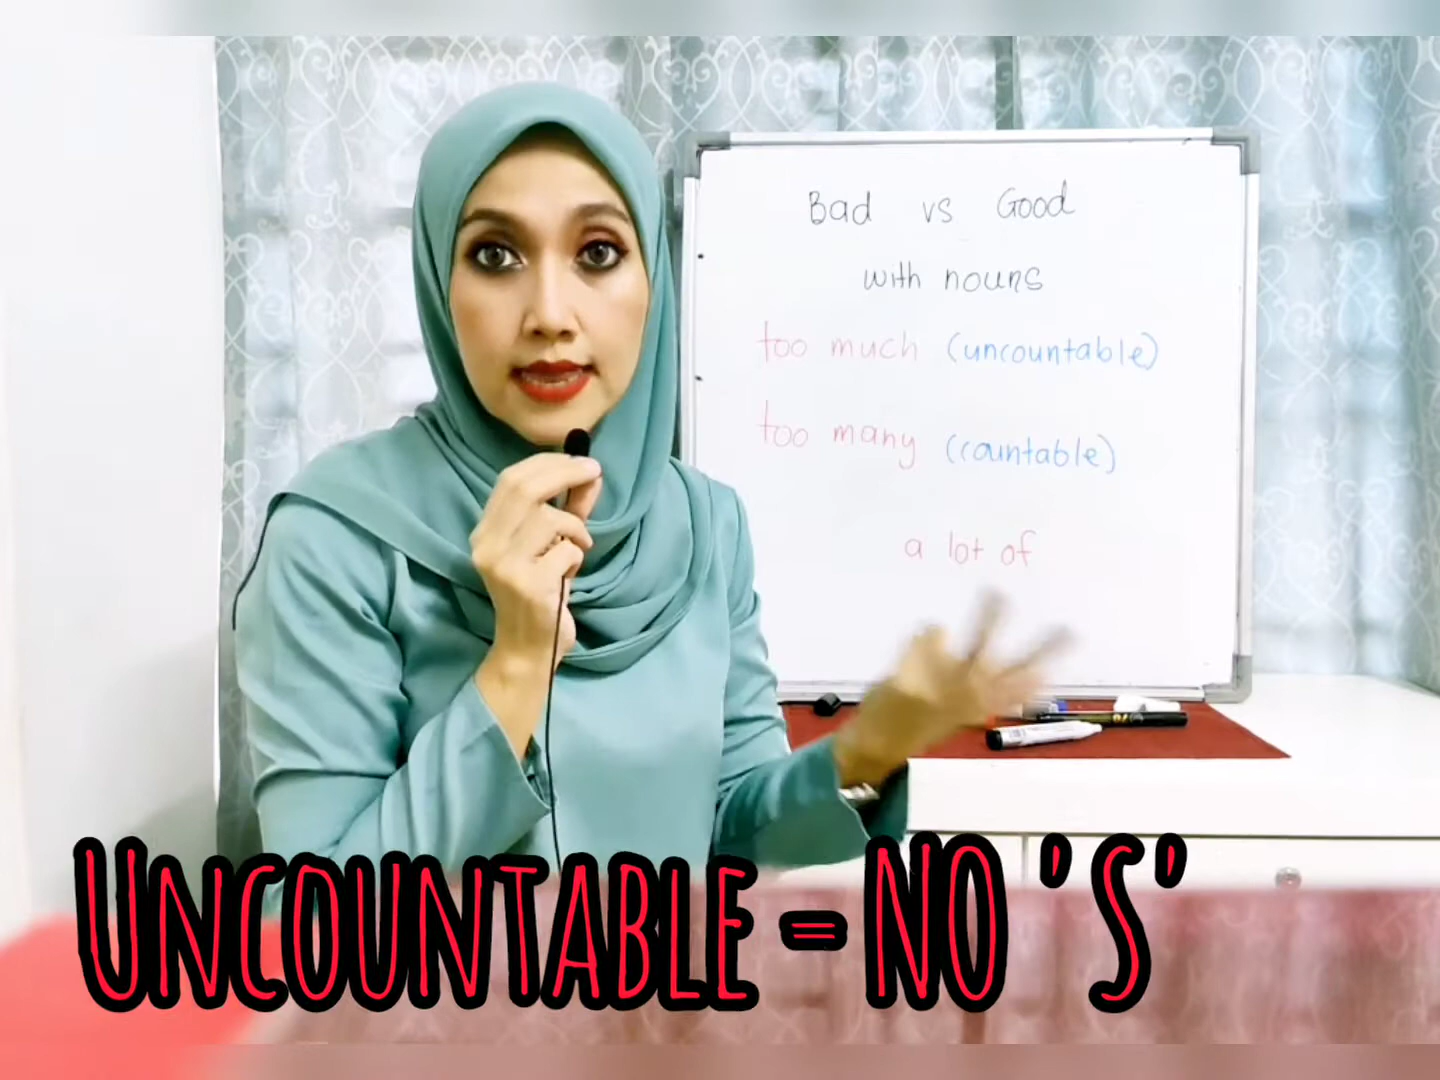 Bad vs Good
with nouns
too much (uncountable)
too many (countable)
a lot of
UNCOUNTABLE = NO 'S'